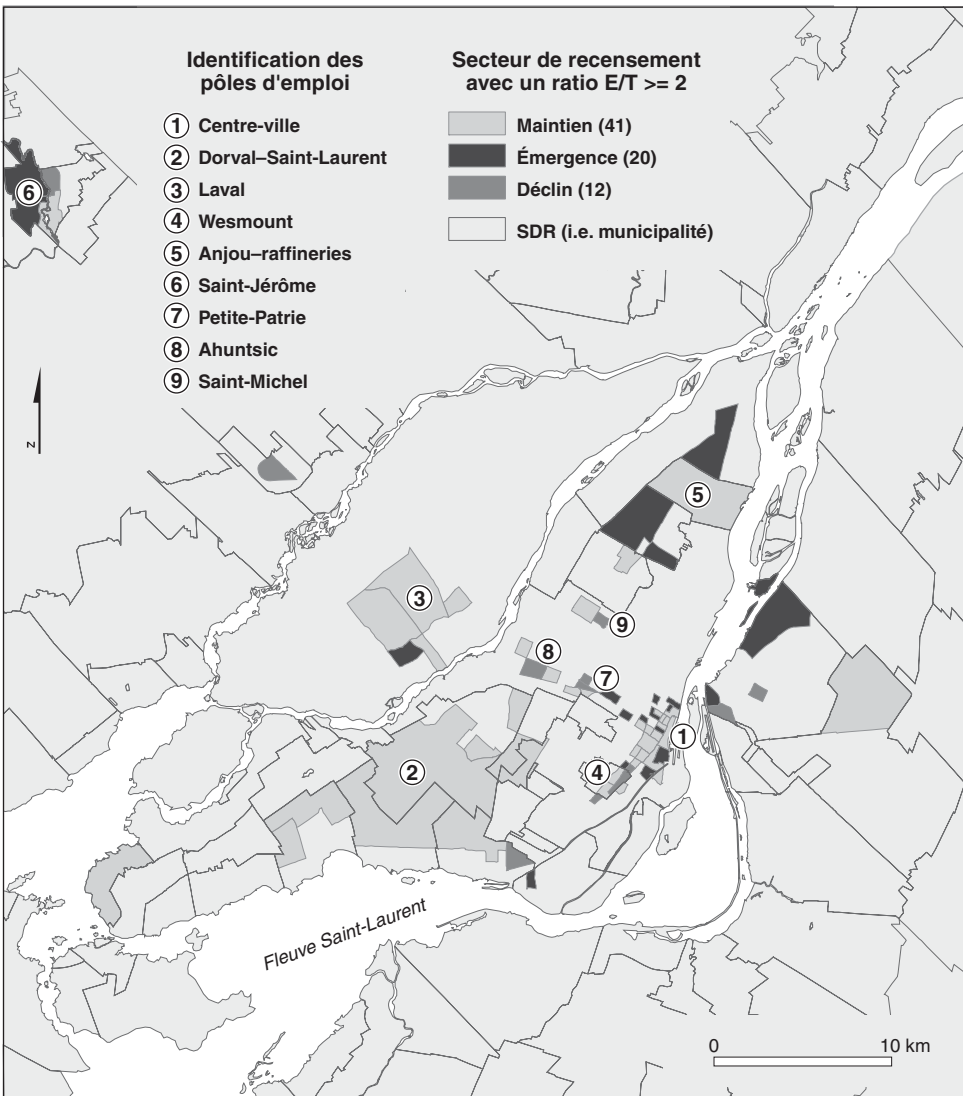 Identification des
pôles d'emploi
1 Centre-ville
2 Dorval–Saint-Laurent
3 Laval
4 Wesmount
5 Anjou–raffineries
6 Saint-Jérôme
7 Petite-Patrie
8 Ahuntsic
9 Saint-Michel
Secteur de recensement
avec un ratio E/T >= 2
Maintien (41)
Émergence (20)
Déclin (12)
SDR (i.e. municipalité)
6
N
5
3
9
8
7
1
2
4
Fleuve Saint-Laurent
0 10 km